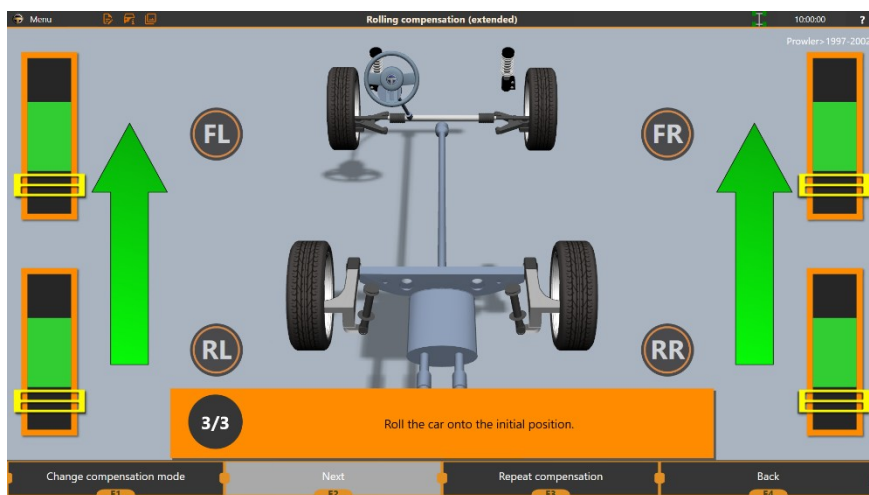 Menu
Rolling compensation (extended)
10:00:00
?
Prowler> 1997-2002
FL
FR
RL
RR
3/3
Roll the car onto the initial position.
Change compensation mode
Next
Repeat compensation
Back
F1
F2
F3
F4